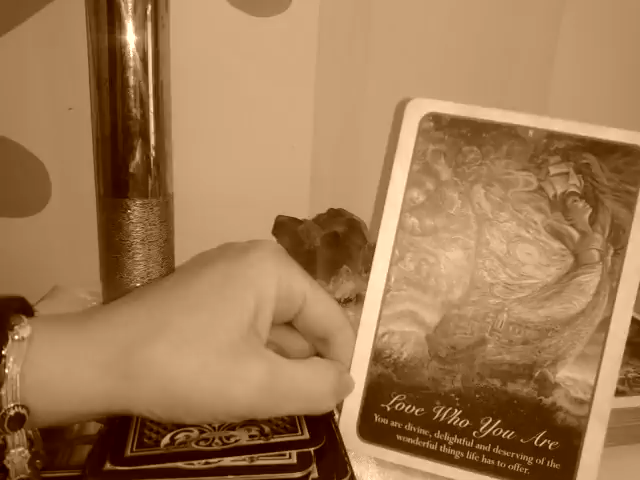 Love Who You Are
You are divine, delightful and deserving of the
wonderful things life has to offer.